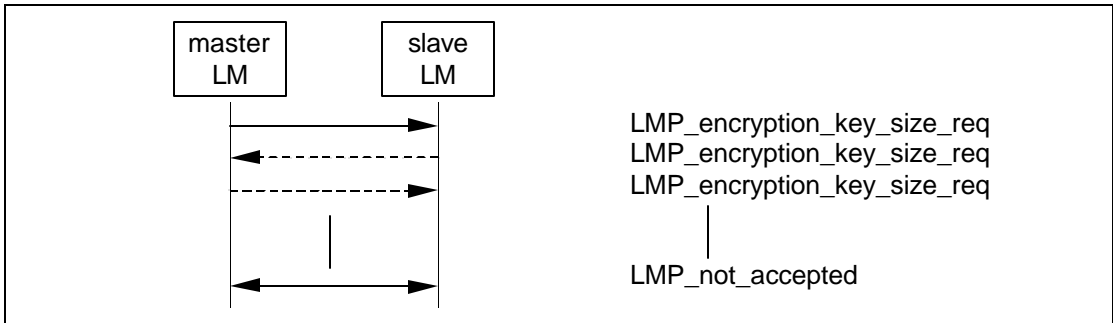 master
LM
slave
LM
LMP_encryption_key_size_req
LMP_encryption_key_size_req
LMP_encryption_key_size_req
LMP_not_accepted